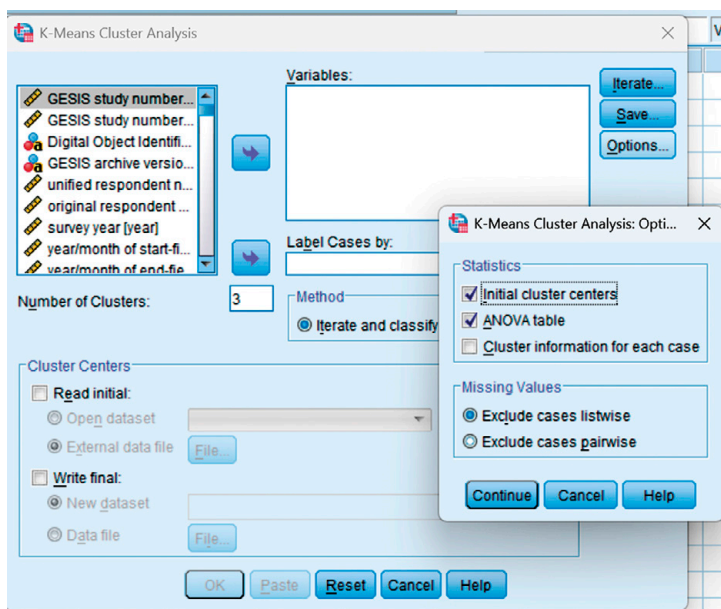 K-Means Cluster Analysis
GESIS study number...
GESIS study number...
Digital Object Identifi...
GESIS archive versio...
unified respondent n...
original respondent ...
survey year [year]
year/month of start-fi...
year/month of end-fie...
Variables:
Label Cases by:
Iterate...
Save...
Options...
Number of Clusters:
3
Method
Iterate and classify
Cluster Centers
Read initial:
Open dataset
External data file
File...
Write final:
New dataset
Data file
File...
OK
Paste
Reset
Cancel
Help
K-Means Cluster Analysis: Opti...
Statistics
Initial cluster centers
ANOVA table
Cluster information for each case
Missing Values
Exclude cases listwise
Exclude cases pairwise
Continue
Cancel
Help